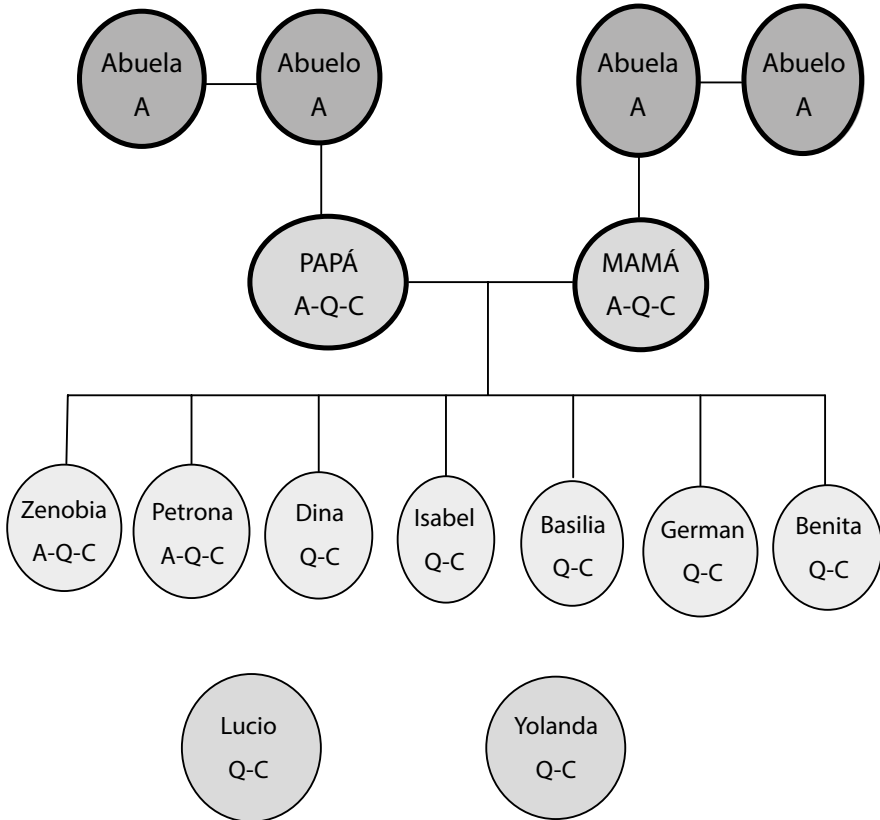 Abuela
A
Abuelo
A
Abuela
A
Abuelo
A
PAPÁ
A-Q-C
MAMÁ
A-Q-C
Zenobia
A-Q-C
Petrona
A-Q-C
Dina
Q-C
Isabel
Q-C
Basilia
Q-C
German
Q-C
Benita
Q-C
Lucio
Q-C
Yolanda
Q-C